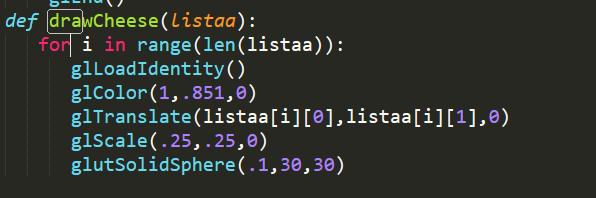 glEnd()
def drawCheese(listaa):
for i in range(len(listaa)):
glLoadIdentity()
glColor(1,.851,0)
glTranslate(listaa[i][0],listaa[i][1],0)
glScale(.25,.25,0)
glutSolidSphere(.1,30,30)